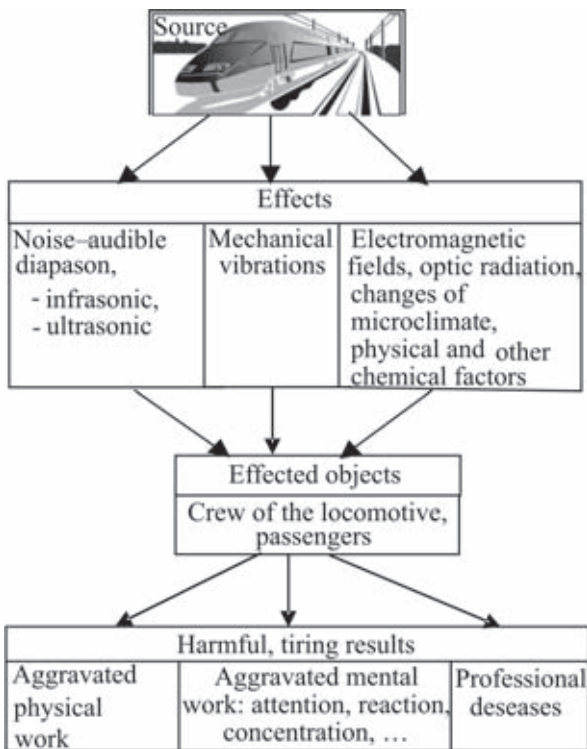 Source
Effects
Noise–audible
diapason,
- infrasonic,
- ultrasonic
Mechanical
vibrations
Electromagnetic
fields, optic radiation,
changes of
microclimate,
physical and other
chemical factors
Effected objects
Crew of the locomotive,
passengers
Harmful, tiring results
Aggravated
physical
work
Aggravated mental
work: attention, reaction,
concentration, …
Professional
deseases